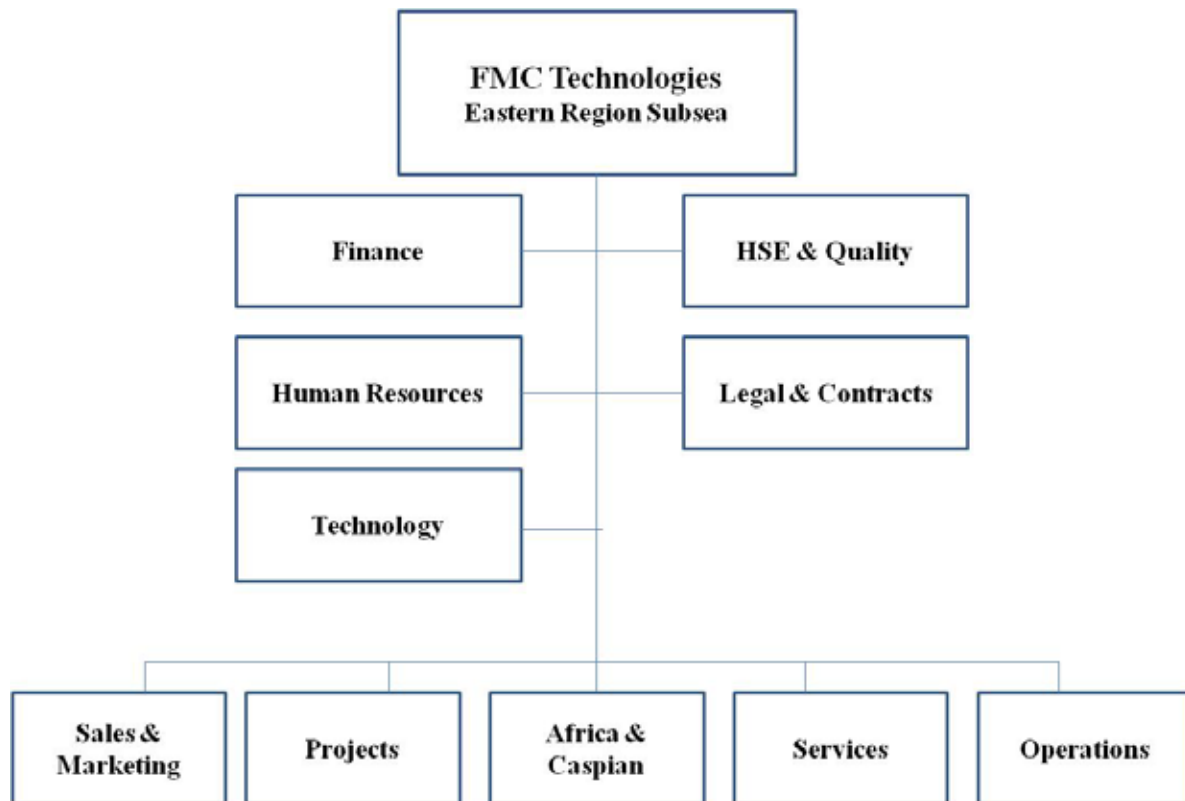 FMC Technologies
Eastern Region Subsea
Finance
HSE & Quality
Human Resources
Legal & Contracts
Technology
Sales &
Marketing
Projects
Africa &
Caspian
Services
Operations